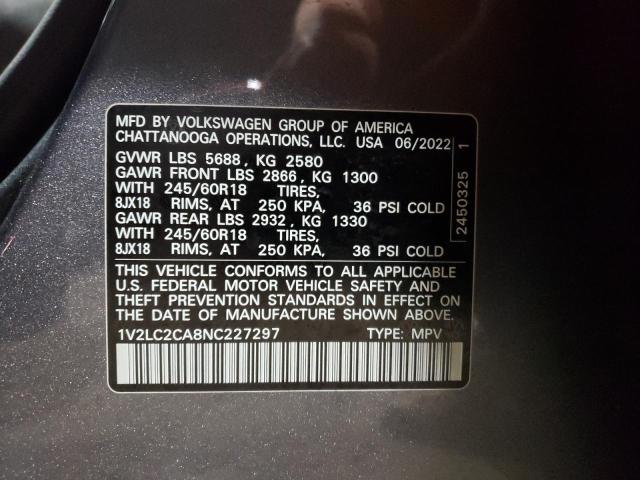 MFD BY VOLKSWAGEN GROUP OF AMERICA
CHATTANOOGA OPERATIONS, LLC. USA 06/2022
GVWR LBS 5688, KG 2580
GAWR FRONT LBS 2866, KG 1300
WITH 245/60R18 TIRES,
8JX18 RIMS, AT 250 KPA, 36 PSI COLD
GAWR REAR LBS 2932, KG 1330
WITH 245/60R18 TIRES,
8JX18 RIMS, AT 250 KPA, 36 PSI COLD
THIS VEHICLE CONFORMS TO ALL APPLICABLE
U.S. FEDERAL MOTOR VEHICLE SAFETY AND
THEFT PREVENTION STANDARDS IN EFFECT ON
THE DATE OF MANUFACTURE SHOWN ABOVE.
1V2LC2CA8NC227297 TYPE: MPV
2450325 1